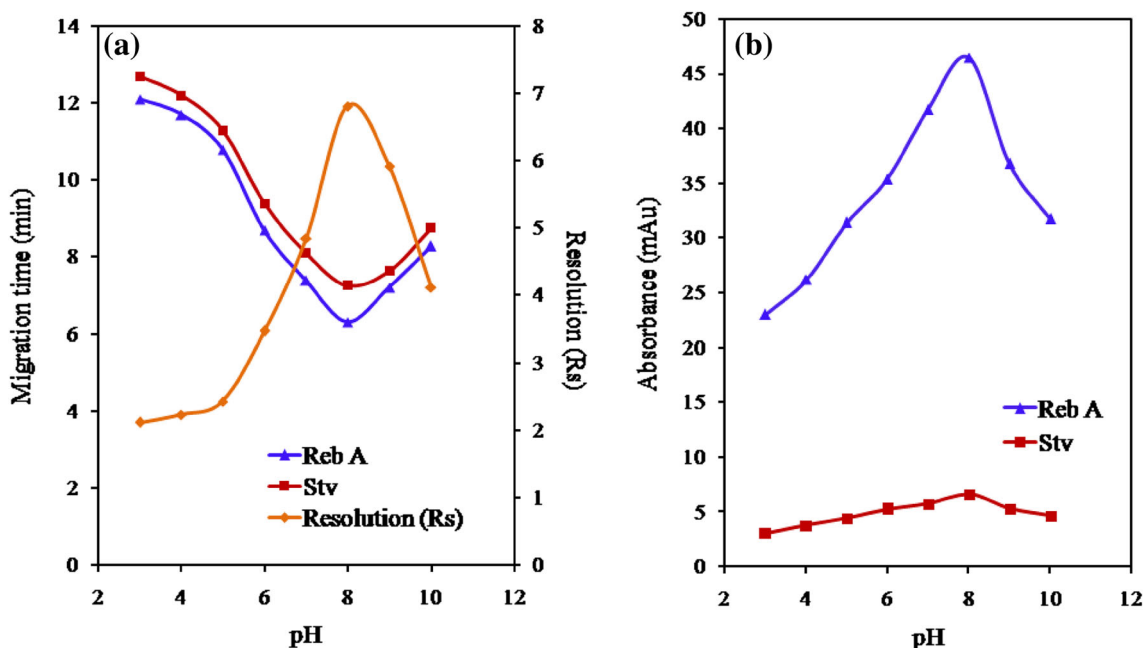 (a)
14
12
10
8
6
4
2
0
Migration time (min)
8
7
6
5
4
3
2
1
0
Resolution (Rs)
Reb A
Stv
Resolution (Rs)
2 4 6 8 10 12
pH
(b)
50
45
40
35
30
25
20
15
10
5
0
Absorbance (mAu)
Reb A
Stv
2 4 6 8 10 12
pH